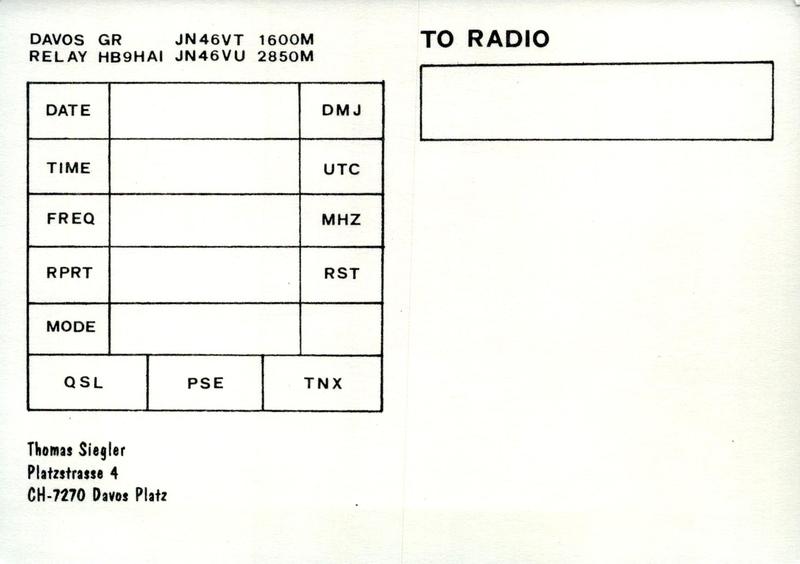 DAVOS GR JN46VT 1600M
RELAY HB9HAI JN46VU 2850M
DATE DMJ
TIME UTC
FREQ MHZ
RPRT RST
MODE
QSL PSE TNX
Thomas Siegler
Platzstrasse 4
CH-7270 Davos Platz
TO RADIO